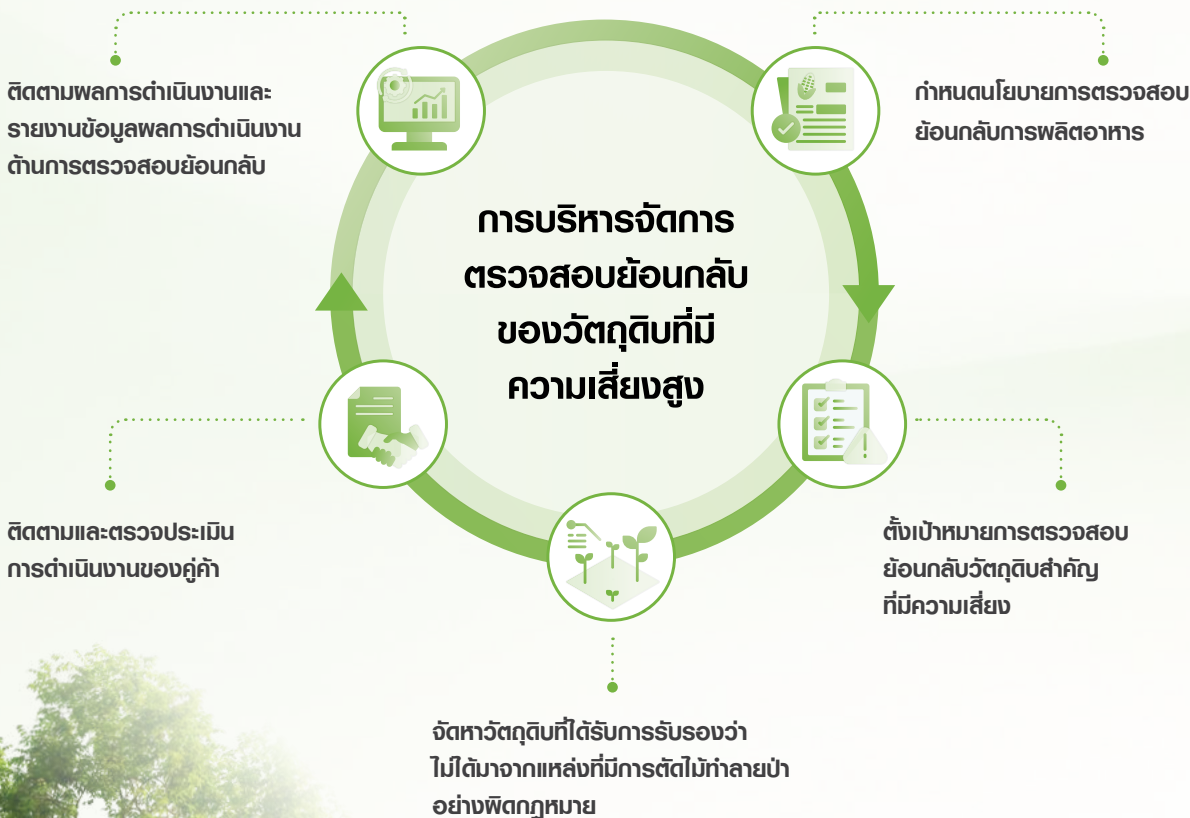 การบริหารจัดการ
ตรวจสอบย้อนกลับ
ของวัตถุดิบที่มี
ความเสี่ยงสูง
กำหนดนโยบายการตรวจสอบ
ย้อนกลับการผลิตอาหาร
ตั้งเป้าหมายการตรวจสอบ
ย้อนกลับวัตถุดิบสำคัญ
ที่มีความเสี่ยง
จัดหาวัตถุดิบที่ได้รับการรับรองว่า
ไม่ได้มาจากแหล่งที่มีการตัดไม้ทำลายป่า
อย่างผิดกฎหมาย
ติดตามและตรวจประเมิน
การดำเนินงานของคู่ค้า
ติดตามผลการดำเนินงานและ
รายงานข้อมูลผลการดำเนินงาน
ด้านการตรวจสอบย้อนกลับ